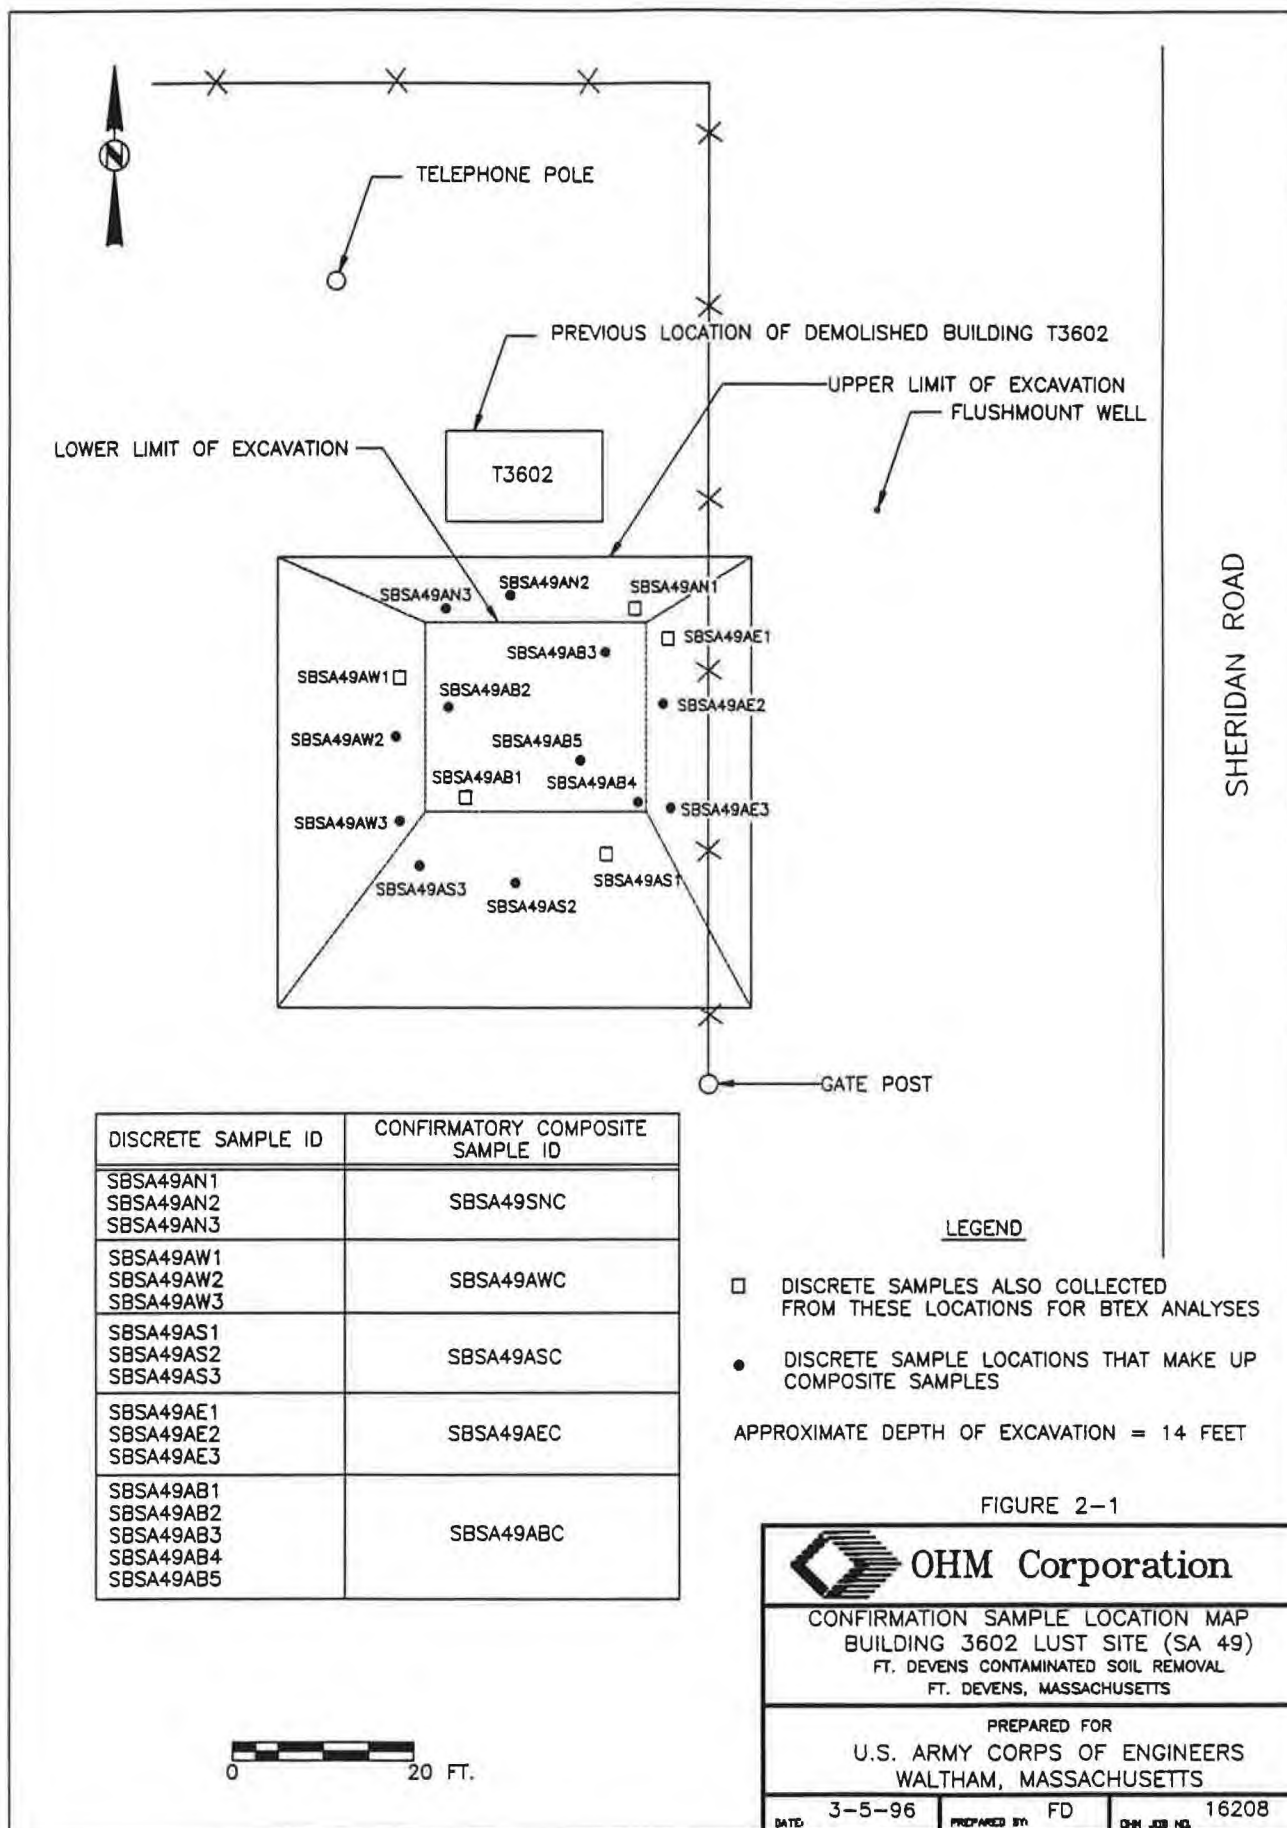 N
TELEPHONE POLE
PREVIOUS LOCATION OF DEMOLISHED BUILDING T3602
UPPER LIMIT OF EXCAVATION
FLUSHMOUNT WELL
LOWER LIMIT OF EXCAVATION
T3602
SHERIDAN ROAD
SBSA49AN3
SBSA49AN2
SBSA49AN1
SBSA49AE1
SBSA49AB3
SBSA49AW1
SBSA49AB2
SBSA49AE2
SBSA49AW2
SBSA49AB5
SBSA49AB1
SBSA49AB4
SBSA49AE3
SBSA49AW3
SBSA49AS3
SBSA49AS2
SBSA49AS1
GATE POST
DISCRETE SAMPLE ID
CONFIRMATORY COMPOSITE
SAMPLE ID
SBSA49AN1
SBSA49AN2
SBSA49AN3
SBSA49SNC
SBSA49AW1
SBSA49AW2
SBSA49AW3
SBSA49AWC
SBSA49AS1
SBSA49AS2
SBSA49AS3
SBSA49ASC
SBSA49AE1
SBSA49AE2
SBSA49AE3
SBSA49AEC
SBSA49AB1
SBSA49AB2
SBSA49AB3
SBSA49AB4
SBSA49AB5
SBSA49ABC
LEGEND
DISCRETE SAMPLES ALSO COLLECTED
FROM THESE LOCATIONS FOR BTEX ANALYSES
DISCRETE SAMPLE LOCATIONS THAT MAKE UP
COMPOSITE SAMPLES
APPROXIMATE DEPTH OF EXCAVATION = 14 FEET
FIGURE 2-1
OHM Corporation
CONFIRMATION SAMPLE LOCATION MAP
BUILDING 3602 LUST SITE (SA 49)
FT. DEVENS CONTAMINATED SOIL REMOVAL
FT. DEVENS, MASSACHUSETTS
PREPARED FOR
U.S. ARMY CORPS OF ENGINEERS
WALTHAM, MASSACHUSETTS
DATE: 3-5-96
PREPARED BY: FD
OHM JOB NO. 16208
0 20 FT.